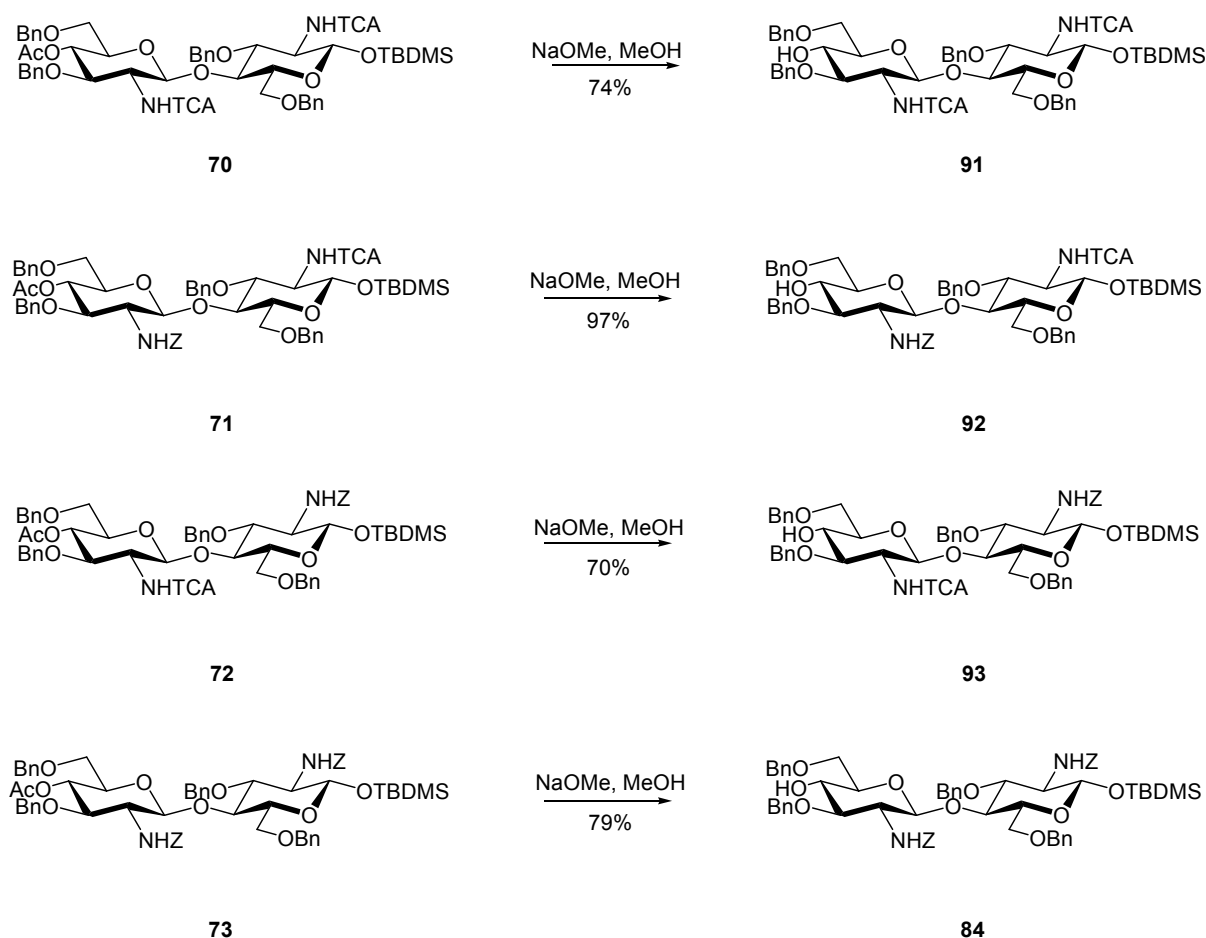 BnO AcO BnO O NHTCA BnO O NHTCA O OTBDMS OBn
NaOMe, MeOH
74%
BnO HO BnO O NHTCA BnO O NHTCA O OTBDMS OBn
70
91
BnO AcO BnO O NHZ BnO O NHTCA O OTBDMS OBn
NaOMe, MeOH
97%
BnO HO BnO O NHZ BnO O NHTCA O OTBDMS OBn
71
92
BnO AcO BnO O NHTCA BnO O NHZ O OTBDMS OBn
NaOMe, MeOH
70%
BnO HO BnO O NHTCA BnO O NHZ O OTBDMS OBn
72
93
BnO AcO BnO O NHZ BnO O NHZ O OTBDMS OBn
NaOMe, MeOH
79%
BnO HO BnO O NHZ BnO O NHZ O OTBDMS OBn
73
84